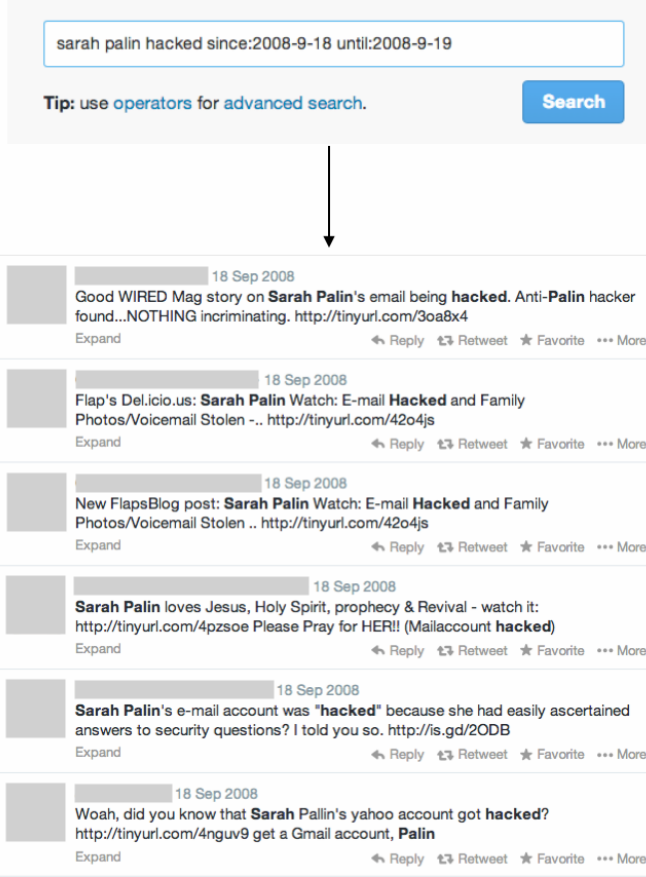 sarah palin hacked since:2008-9-18 until:2008-9-19
Tip: use operators for advanced search.
Search
18 Sep 2008
Good WIRED Mag story on Sarah Palin's email being hacked. Anti-Palin hacker
found...NOTHING incriminating. http://tinyurl.com/3oa8x4
Expand
Reply Retweet Favorite More
18 Sep 2008
Flap's Del.icio.us: Sarah Palin Watch: E-mail Hacked and Family
Photos/Voicemail Stolen -.. http://tinyurl.com/42o4js
Expand
Reply Retweet Favorite More
18 Sep 2008
New FlapsBlog post: Sarah Palin Watch: E-mail Hacked and Family
Photos/Voicemail Stolen .. http://tinyurl.com/42o4js
Expand
Reply Retweet Favorite More
18 Sep 2008
Sarah Palin loves Jesus, Holy Spirit, prophecy & Revival - watch it:
http://tinyurl.com/4pzsoe Please Pray for HER!! (Mailaccount hacked)
Expand
Reply Retweet Favorite More
18 Sep 2008
Sarah Palin's e-mail account was "hacked" because she had easily ascertained
answers to security questions? I told you so. http://is.gd/2ODB
Expand
Reply Retweet Favorite More
18 Sep 2008
Woah, did you know that Sarah Pallin's yahoo account got hacked?
http://tinyurl.com/4nguv9 get a Gmail account, Palin
Expand
Reply Retweet Favorite More